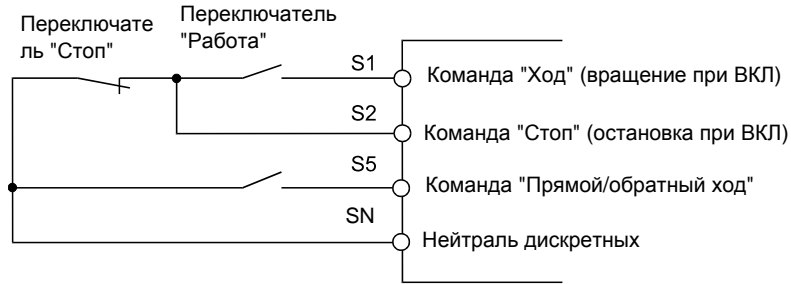 Переключате
ль "Стоп"
Переключатель
"Работа"
S1
Команда "Ход" (вращение при ВКЛ)
S2
Команда "Стоп" (остановка при ВКЛ)
S5
Команда "Прямой/обратный ход"
SN
Нейтраль дискретных